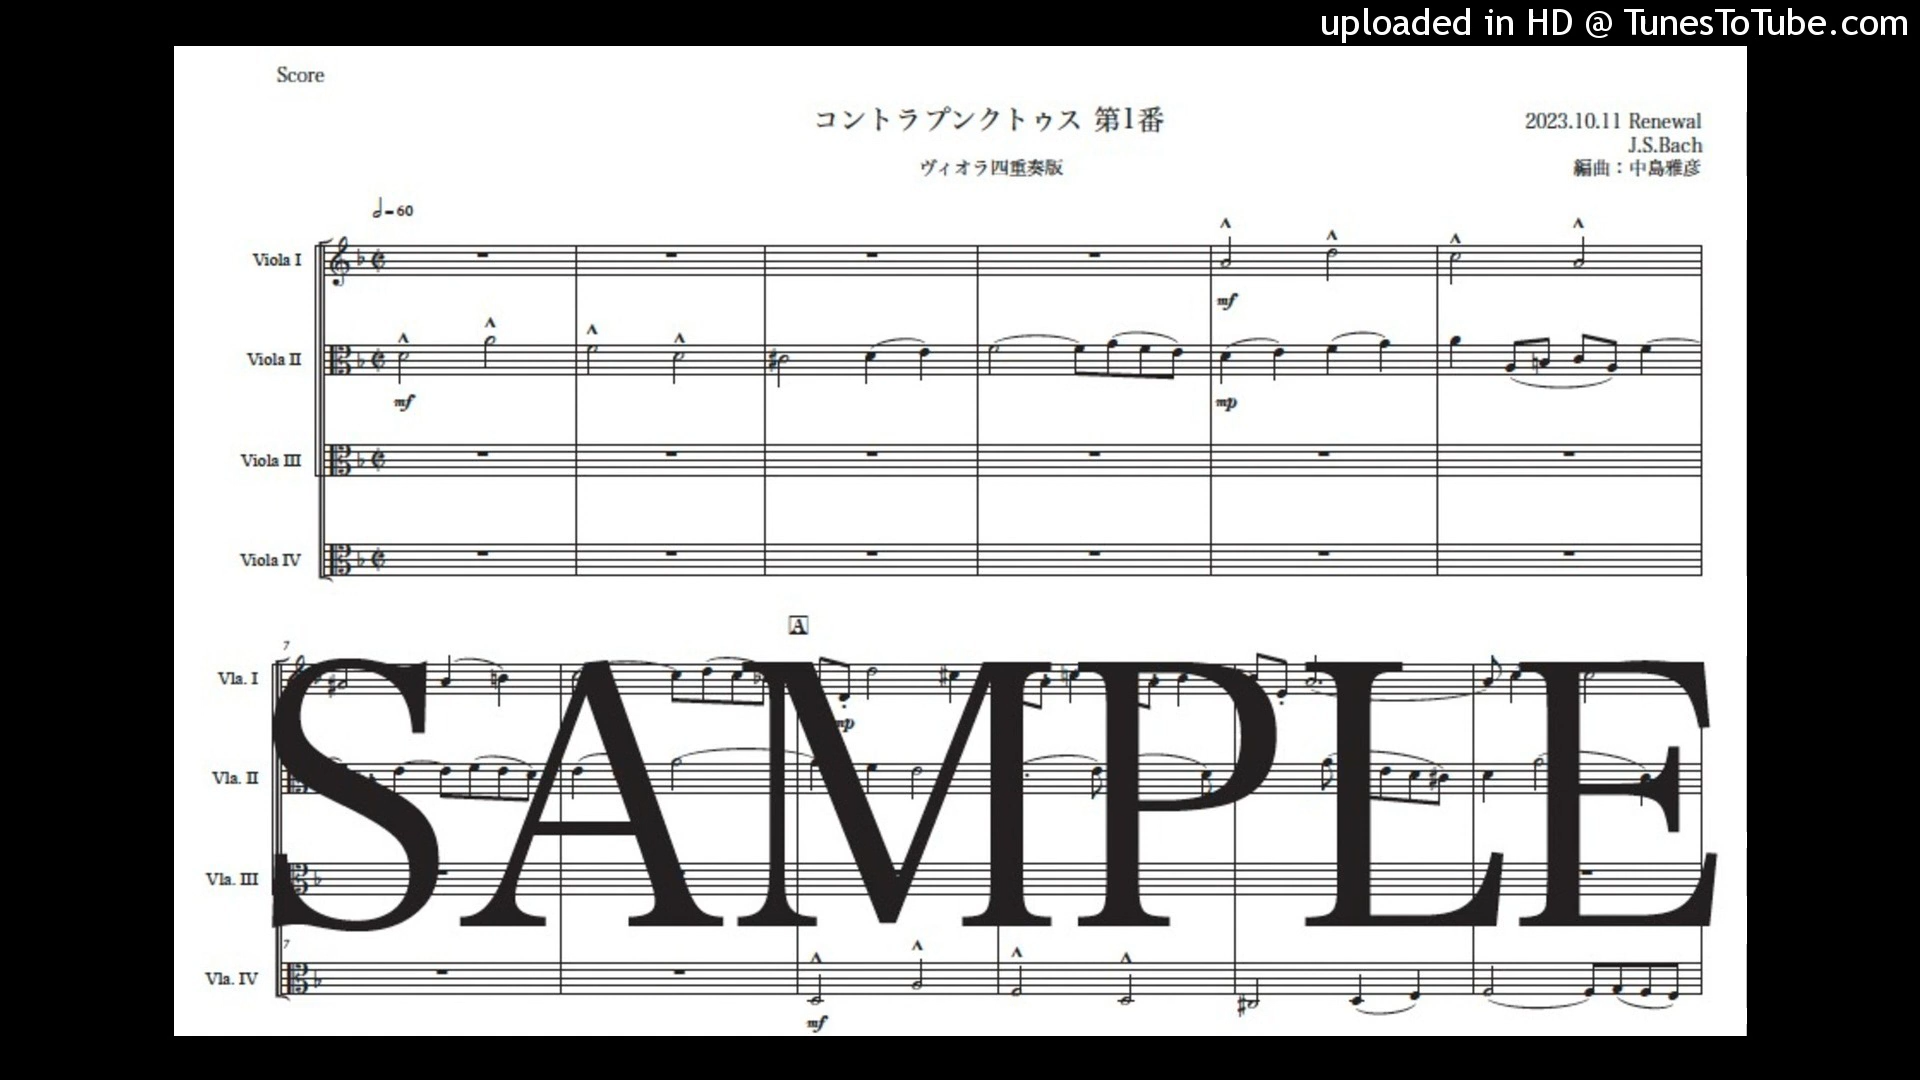 uploaded in HD @ TunesToTube.com
Score
コントラプンクトゥス 第1番
2023.10.11 Renewal
J.S.Bach
ヴィオラ四重奏版
編曲：中島雅彦
=60
Viola I
mf
Viola II
mf
mp
Viola III
Viola IV
A
7
Vla. I
mp
SAMPLE
Vla. II
Vla. III
7
Vla. IV
mf